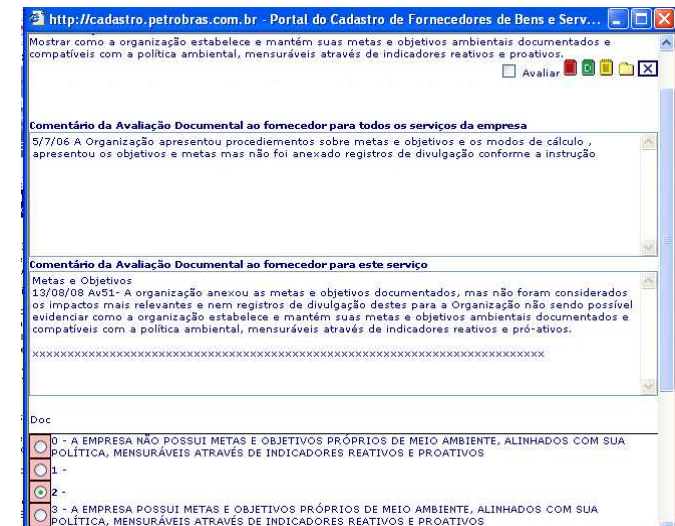 http://cadastro.petrobras.com.br - Portal do Cadastro de Fornecedores de Bens e Serv...
Mostrar como a organização estabelece e mantém suas metas e objetivos ambientais documentados e
compatíveis com a política ambiental, mensuráveis através de indicadores reativos e proativos.
Avaliar D
Comentário da Avaliação Documental ao fornecedor para todos os serviços da empresa
5/7/06 A Organização apresentou procediementos sobre metas e objetivos e os modos de cálculo ,
apresentou os objetivos e metas mas não foi anexado registros de divulgação conforme a instrução
Comentário da Avaliação Documental ao fornecedor para este serviço
Metas e Objetivos
13/08/08 Av51- A organização anexou as metas e objetivos documentados, mas não foram considerados
os impactos mais relevantes e nem registros de divulgação destes para a Organização não sendo possível
evidenciar como a organização estabelece e mantém suas metas e objetivos ambientais documentados e
compatíveis com a política ambiental, mensuráveis através de indicadores reativos e pró-ativos.
xxxxxxxxxxxxxxxxxxxxxxxxxxxxxxxxxxxxxxxxxxxxxxxxxxxxxxxxxxxxxxxxxxxxxxxxx
Doc
0 - A EMPRESA NÃO POSSUI METAS E OBJETIVOS PRÓPRIOS DE MEIO AMBIENTE, ALINHADOS COM SUA
POLÍTICA, MENSURÁVEIS ATRAVÉS DE INDICADORES REATIVOS E PROATIVOS
1 -
2 -
3 - A EMPRESA POSSUI METAS E OBJETIVOS PRÓPRIOS DE MEIO AMBIENTE, ALINHADOS COM SUA
POLÍTICA, MENSURÁVEIS ATRAVÉS DE INDICADORES REATIVOS E PROATIVOS